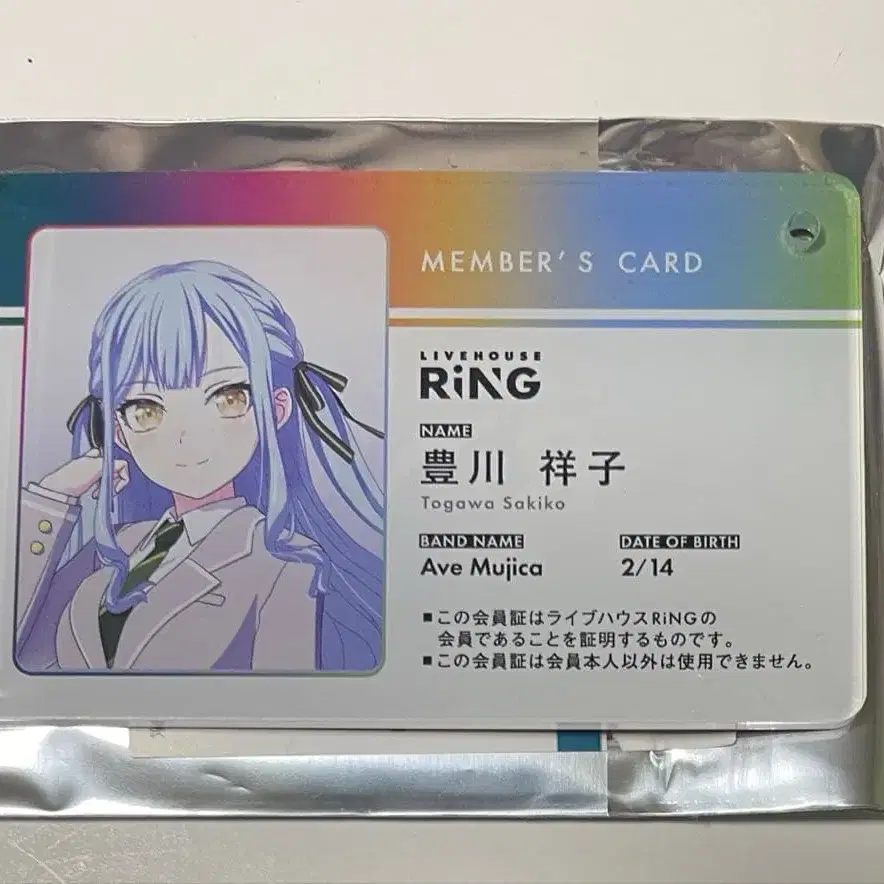 MEMBER'S CARD
LIVEHOUSE
RiNG
NAME
豊川 祥子
Togawa Sakiko
BAND NAME
Ave Mujica
DATE OF BIRTH
2/14
■この会員証はライブハウスRiNGの
会員であることを証明するものです。
■この会員証は会員本人以外は使用できません。